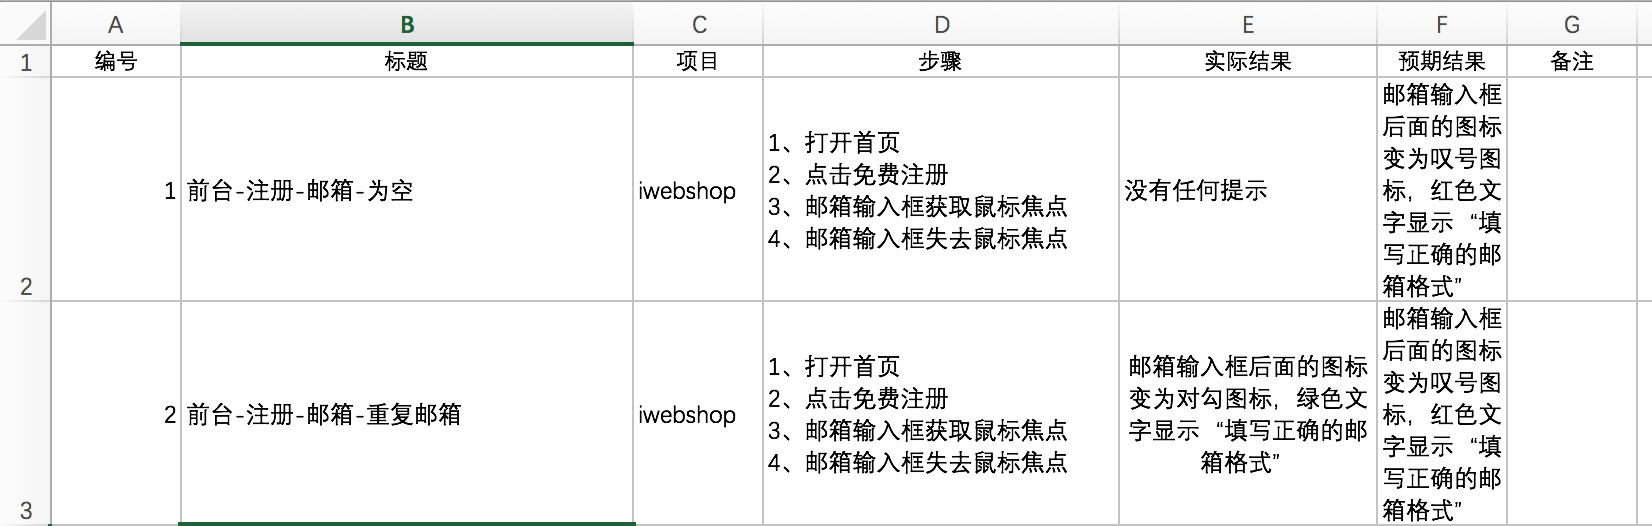 A B C D E F G
1 编号 标题 项目 步骤 实际结果 预期结果 备注
2
1
前台-注册-邮箱-为空
iwebshop
1、打开首页
2、点击免费注册
3、邮箱输入框获取鼠标焦点
4、邮箱输入框失去鼠标焦点
没有任何提示
邮箱输入框
后面的图标
变为叹号图
标，红色文
字显示 “填
写正确的邮
箱格式”
3
2
前台-注册-邮箱-重复邮箱
iwebshop
1、打开首页
2、点击免费注册
3、邮箱输入框获取鼠标焦点
4、邮箱输入框失去鼠标焦点
邮箱输入框后面的图标
变为对勾图标，绿色文
字显示 “填写正确的邮
箱格式”
邮箱输入框
后面的图标
变为叹号图
标，红色文
字显示 “填
写正确的邮
箱格式”